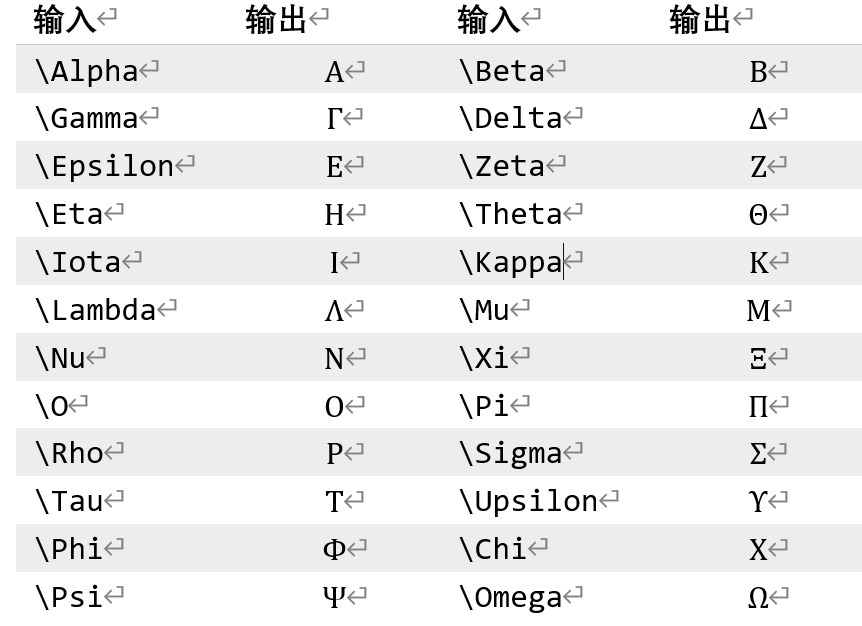 输入 输出 输入 输出
\Alpha Α \Beta Β
\Gamma Γ \Delta Δ
\Epsilon Ε \Zeta Ζ
\Eta Η \Theta Θ
\Iota Ι \Kappa Κ
\Lambda Λ \Mu Μ
\Nu Ν \Xi Ξ
\O Ο \Pi Π
\Rho Ρ \Sigma Σ
\Tau Τ \Upsilon ϒ
\Phi Φ \Chi Χ
\Psi Ψ \Omega Ω